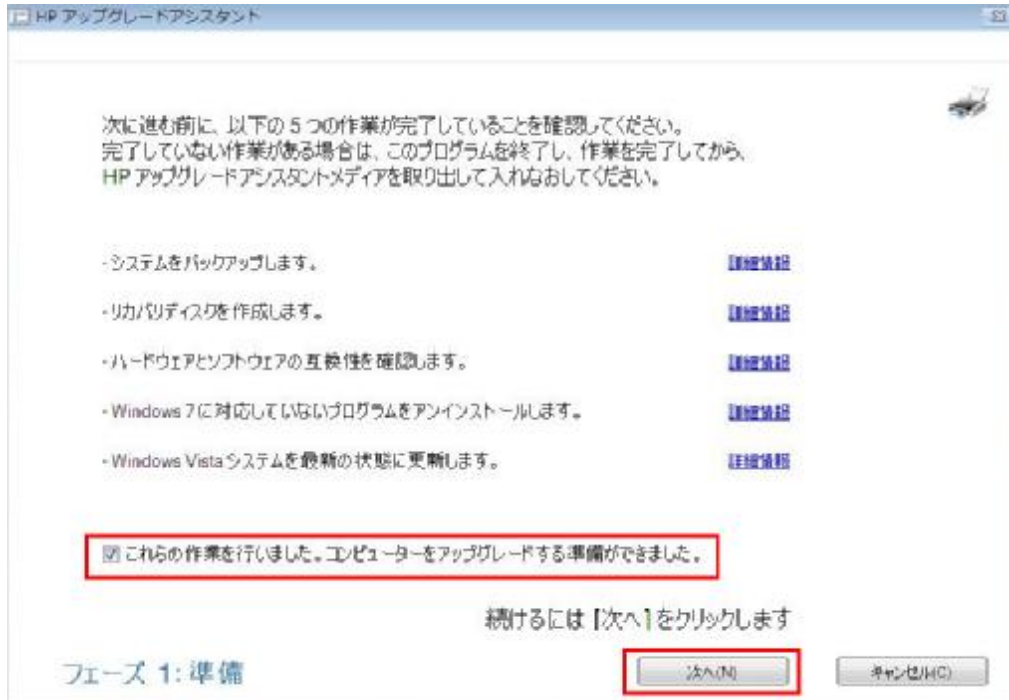 HP アップグレードアシスタント
次に進む前に、以下の 5 つの作業が完了していることを確認してください。
完了していない作業がある場合は、このプログラムを終了し、作業を完了してから、
HP アップグレードアシスタントメディアを取り出して入れなおしてください。
・システムをバックアップします。 詳細情報
・リカバリディスクを作成します。 詳細情報
・ハードウェアとソフトウェアの互換性を確認します。 詳細情報
・Windows 7に対応していないプログラムをアンインストールします。 詳細情報
・Windows Vistaシステムを最新の状態に更新します。 詳細情報
これらの作業を行いました。コンピューターをアップグレードする準備ができました。
続けるには [次へ] をクリックします
フェーズ 1: 準備 次へ(N) キャンセル(C)